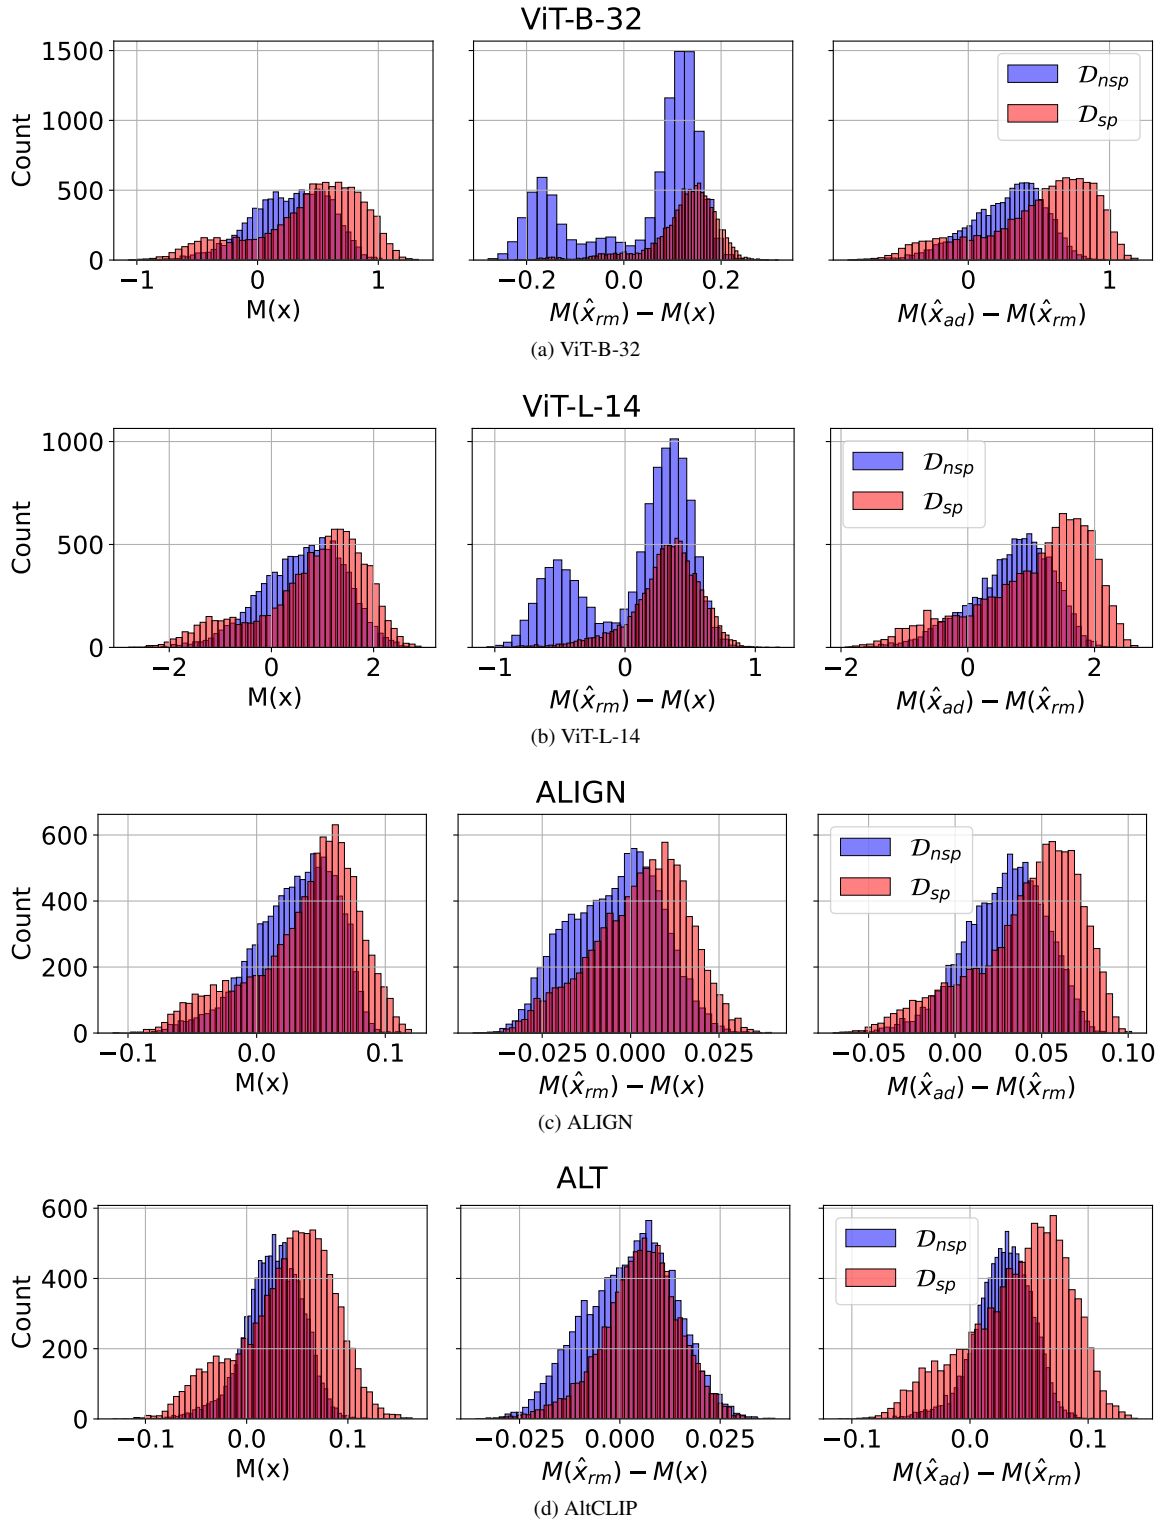 ViT-B-32
Count
1500
1000
500
0
−1 0 1
M(x)
−0.2 0.0 0.2
M(x̂_rm) − M(x)
𝒟_nsp
𝒟_sp
0 1
M(x̂_ad) − M(x̂_rm)
(a) ViT-B-32
ViT-L-14
Count
1000
500
0
−2 0 2
M(x)
−1 0 1
M(x̂_rm) − M(x)
𝒟_nsp
𝒟_sp
−2 0 2
M(x̂_ad) − M(x̂_rm)
(b) ViT-L-14
ALIGN
Count
600
400
200
0
−0.1 0.0 0.1
M(x)
−0.025 0.000 0.025
M(x̂_rm) − M(x)
𝒟_nsp
𝒟_sp
−0.05 0.00 0.05 0.10
M(x̂_ad) − M(x̂_rm)
(c) ALIGN
ALT
Count
600
400
200
0
−0.1 0.0 0.1
M(x)
−0.025 0.000 0.025
M(x̂_rm) − M(x)
𝒟_nsp
𝒟_sp
−0.1 0.0 0.1
M(x̂_ad) − M(x̂_rm)
(d) AltCLIP